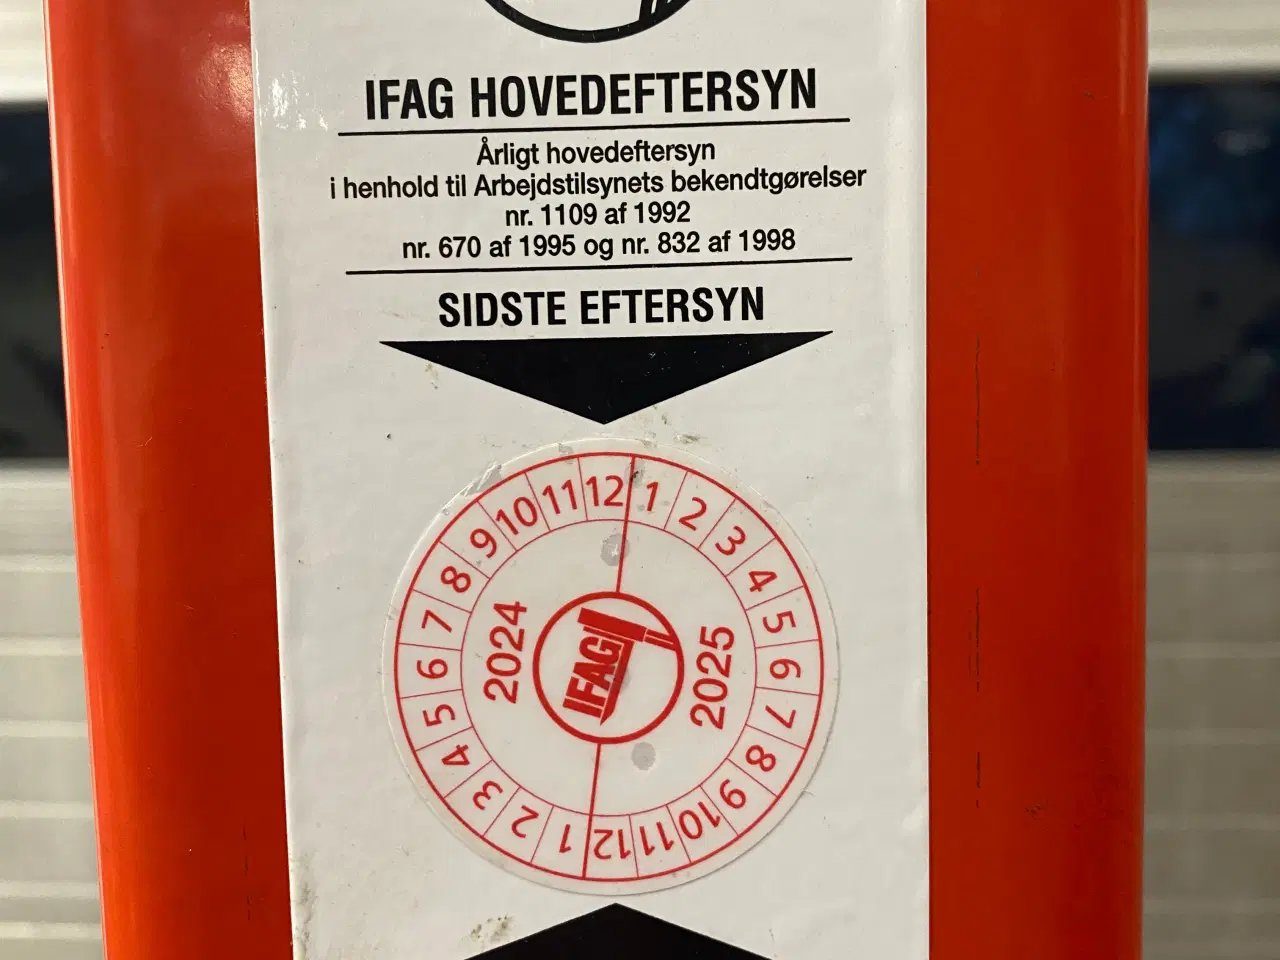 IFAG HOVEDEFTERSYN
Årligt hovedeftersyn
i henhold til Arbejdstilsynets bekendtgørelser
nr. 1109 af 1992
nr. 670 af 1995 og nr. 832 af 1998
SIDSTE EFTERSYN
1 2 3 4 5 6 7 8 9 10 11 12
2024
IFAG
2025
1 2 3 4 5 6 7 8 9 10 11 12